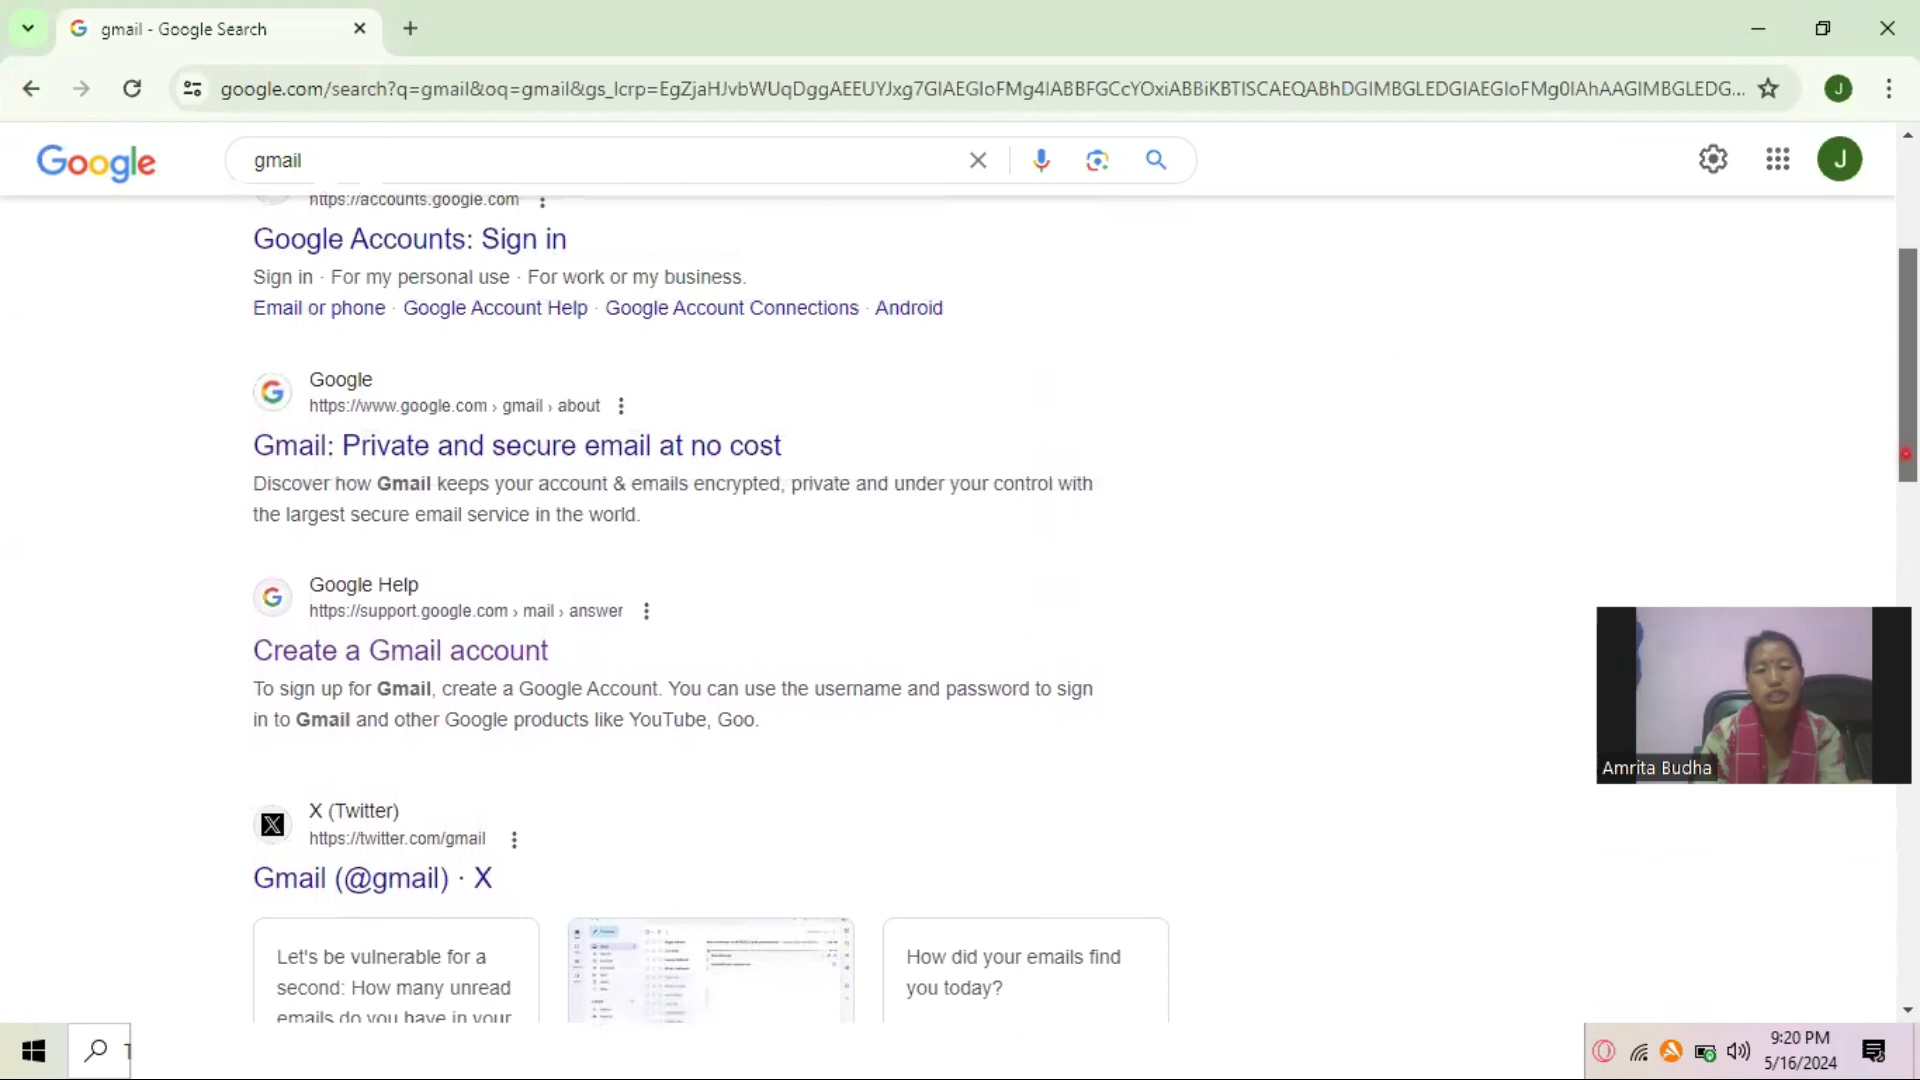 gmail - Google Search
google.com/search?q=gmail&oq=gmail&gs_lcrp=EgZjaHJvbWUqDggAEEUYJxg7GIAEGIoFMg4IABBFGCcYOxiABBiKBTISCAEQABhDGIMBGLEDGIAEGIoFMg0IAhAAGIMBGLEDG...
J
Google
gmail
J
https://accounts.google.com
Google Accounts: Sign in
Sign in · For my personal use · For work or my business.
Email or phone · Google Account Help · Google Account Connections · Android
Google
https://www.google.com › gmail › about
Gmail: Private and secure email at no cost
Discover how Gmail keeps your account & emails encrypted, private and under your control with
the largest secure email service in the world.
Google Help
https://support.google.com › mail › answer
Create a Gmail account
To sign up for Gmail, create a Google Account. You can use the username and password to sign
in to Gmail and other Google products like YouTube, Goo.
Amrita Budha
X (Twitter)
https://twitter.com/gmail
Gmail (@gmail) · X
Let's be vulnerable for a
second: How many unread
emails do you have in your
How did your emails find
you today?
9:20 PM
5/16/2024